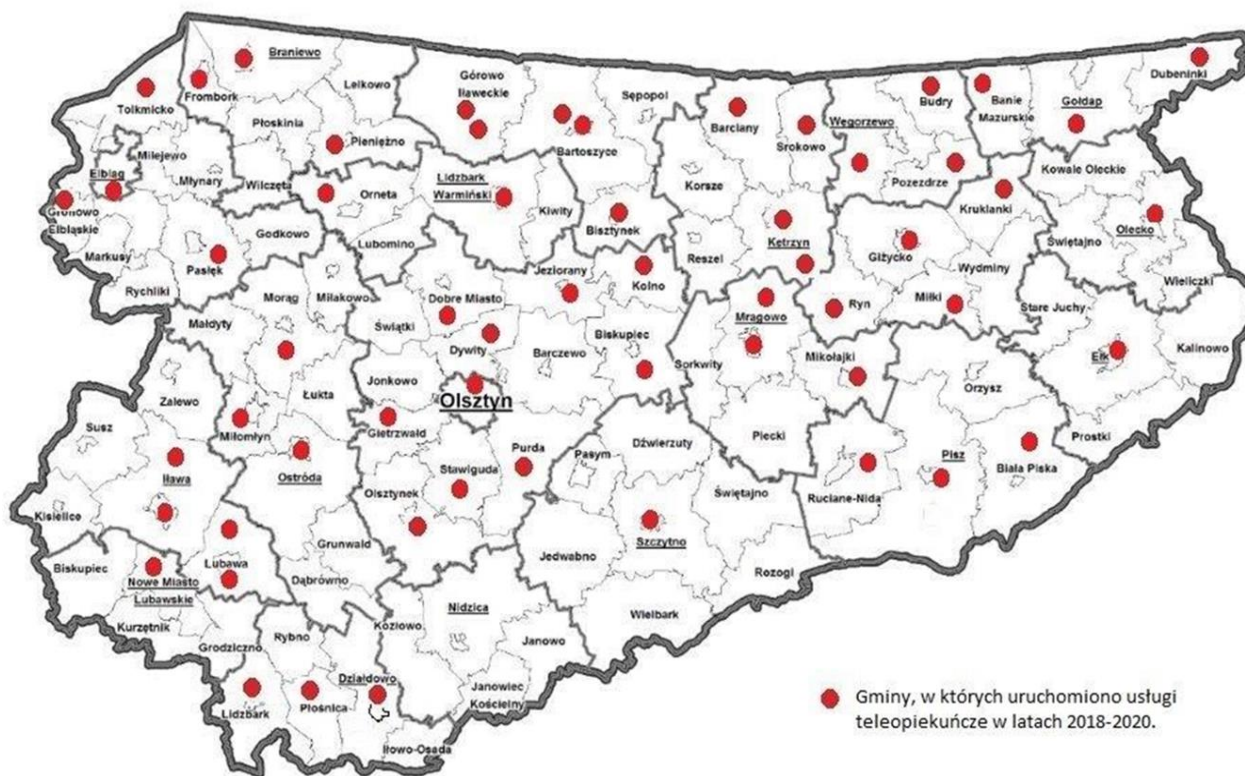 Braniewo
Dubeninki
Lelkowo
Górowo
Iławeckie
Frombork
Tolkmicko
Sępopol
Budry
Banie
Mazurskie
Gołdap
Płoskinia
Barciany
Węgorzewo
Pieniężno
Bartoszyce
Srokowo
Milejewo
Elbląg
Młynary
Wilczęta
Orneta
Lidzbark
Warmiński
Kiwity
Korsze
Pozezdrze
Kowale Oleckie
Gronowo
Elbląskie
Godkowo
Lubomino
Bisztynek
Kętrzyn
Kruklanki
Olecko
Markusy
Pasłęk
Reszel
Giżycko
Świętajno
Rychliki
Morąg
Miłakowo
Dobre Miasto
Jeziorany
Kolno
Wydminy
Wieliczki
Małdyty
Świątki
Mrągowo
Ryn
Miłki
Stare Juchy
Dywity
Barczewo
Biskupiec
Sorkwity
Mikołajki
Ełk
Kalinowo
Jonkowo
Olsztyn
Orzysz
Zalewo
Łukta
Susz
Miłomłyn
Gietrzwałd
Purda
Dźwierzuty
Piecki
Prostki
Pasym
Pisz
Biała Piska
Iława
Ostróda
Stawiguda
Olsztynek
Świętajno
Ruciane-Nida
Kisielice
Szczytno
Grunwald
Jedwabno
Lubawa
Biskupiec
Nowe Miasto
Lubawskie
Dąbrówno
Rozogi
Kurzętnik
Nidzica
Wielbark
Rybno
Kozłowo
Grodziczno
Janowo
Działdowo
Janowiec
Kościelny
Lidzbark
Płośnica
Iłowo-Osada
Gminy, w których uruchomiono usługi
teleopiekuńcze w latach 2018-2020.